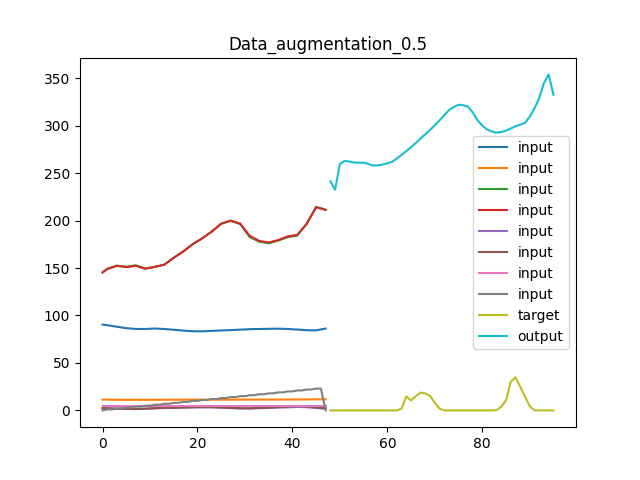 Data_augmentation_0.5
350
300
250
200
150
100
50
0
0
20
40
60
80
input
input
input
input
input
input
input
input
target
output